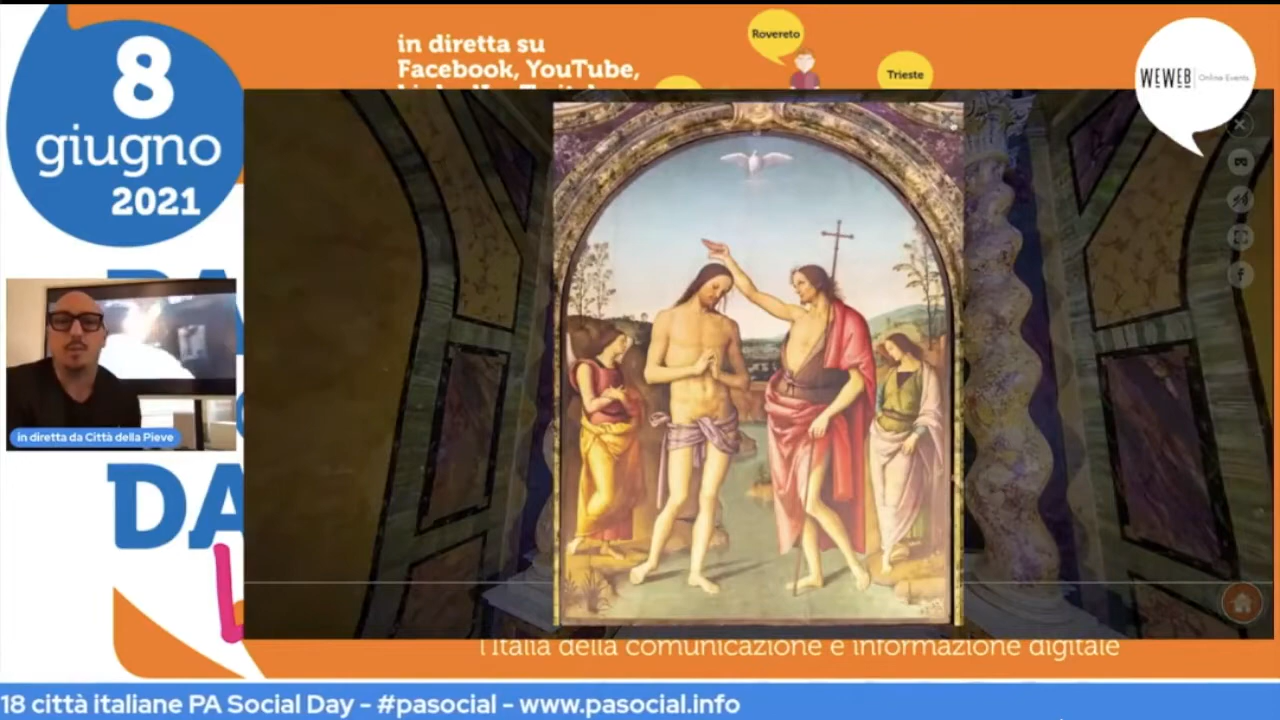 8
giugno
2021
in diretta su
Facebook, YouTube,
Rovereto
Trieste
WEWEB Online Events
in diretta da Città della Pieve
DA
l'Italia della comunicazione e informazione digitale
18 città italiane PA Social Day - #pasocial - www.pasocial.info